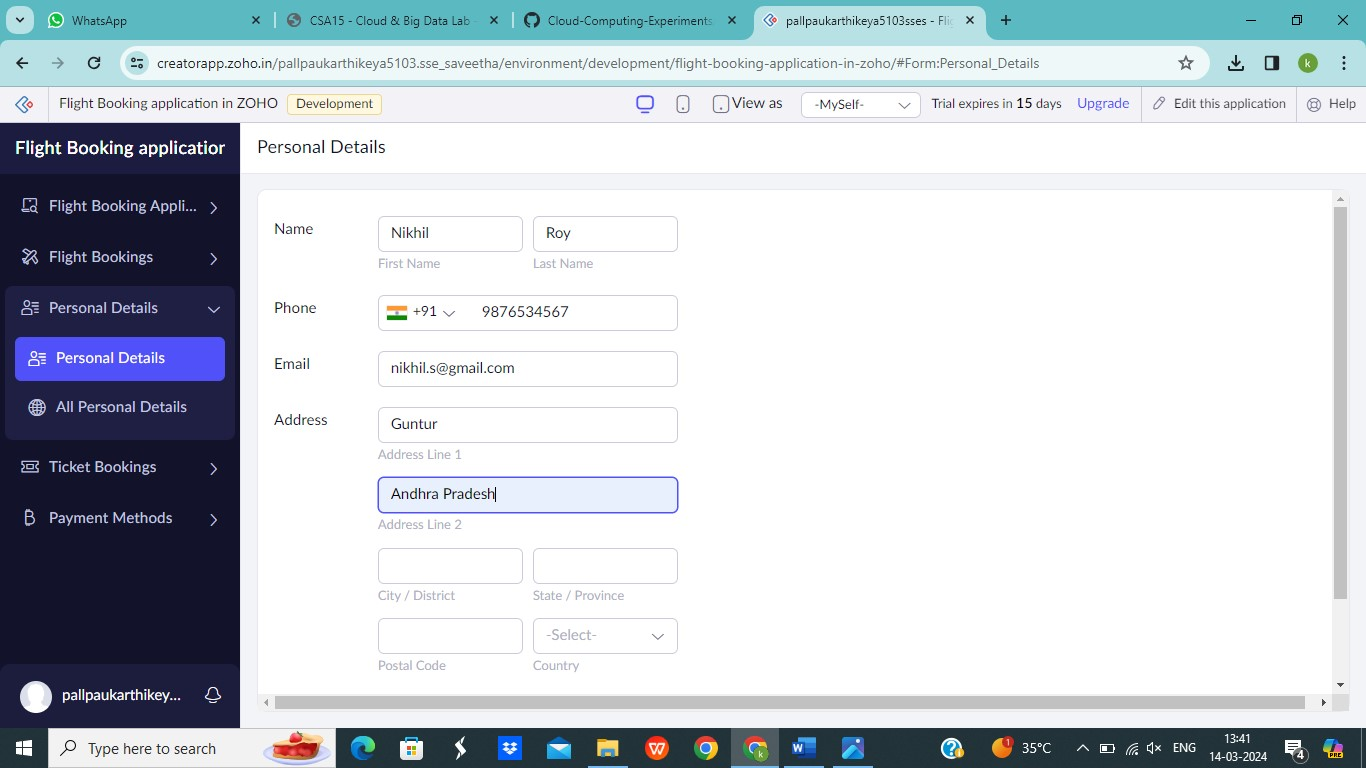 WhatsApp
CSA15 - Cloud & Big Data Lab -
Cloud-Computing-Experiments
pallpaukarthikeya5103sses - Fli
creatorapp.zoho.in/pallpaukarthikeya5103.sse_saveetha/environment/development/flight-booking-application-in-zoho/#Form:Personal_Details
k
Flight Booking application in ZOHO
Development
View as
-MySelf-
Trial expires in 15 days
Upgrade
Edit this application
Help
Flight Booking application
Personal Details
Flight Booking Appli...
Flight Bookings
Personal Details
Personal Details
All Personal Details
Ticket Bookings
Payment Methods
pallpaukarthikey...
Name
Nikhil
Roy
First Name
Last Name
Phone
+91
9876534567
Email
nikhil.s@gmail.com
Address
Guntur
Address Line 1
Andhra Pradesh
Address Line 2
City / District
State / Province
-Select-
Postal Code
Country
Type here to search
35°C
ENG
13:41
14-03-2024
4